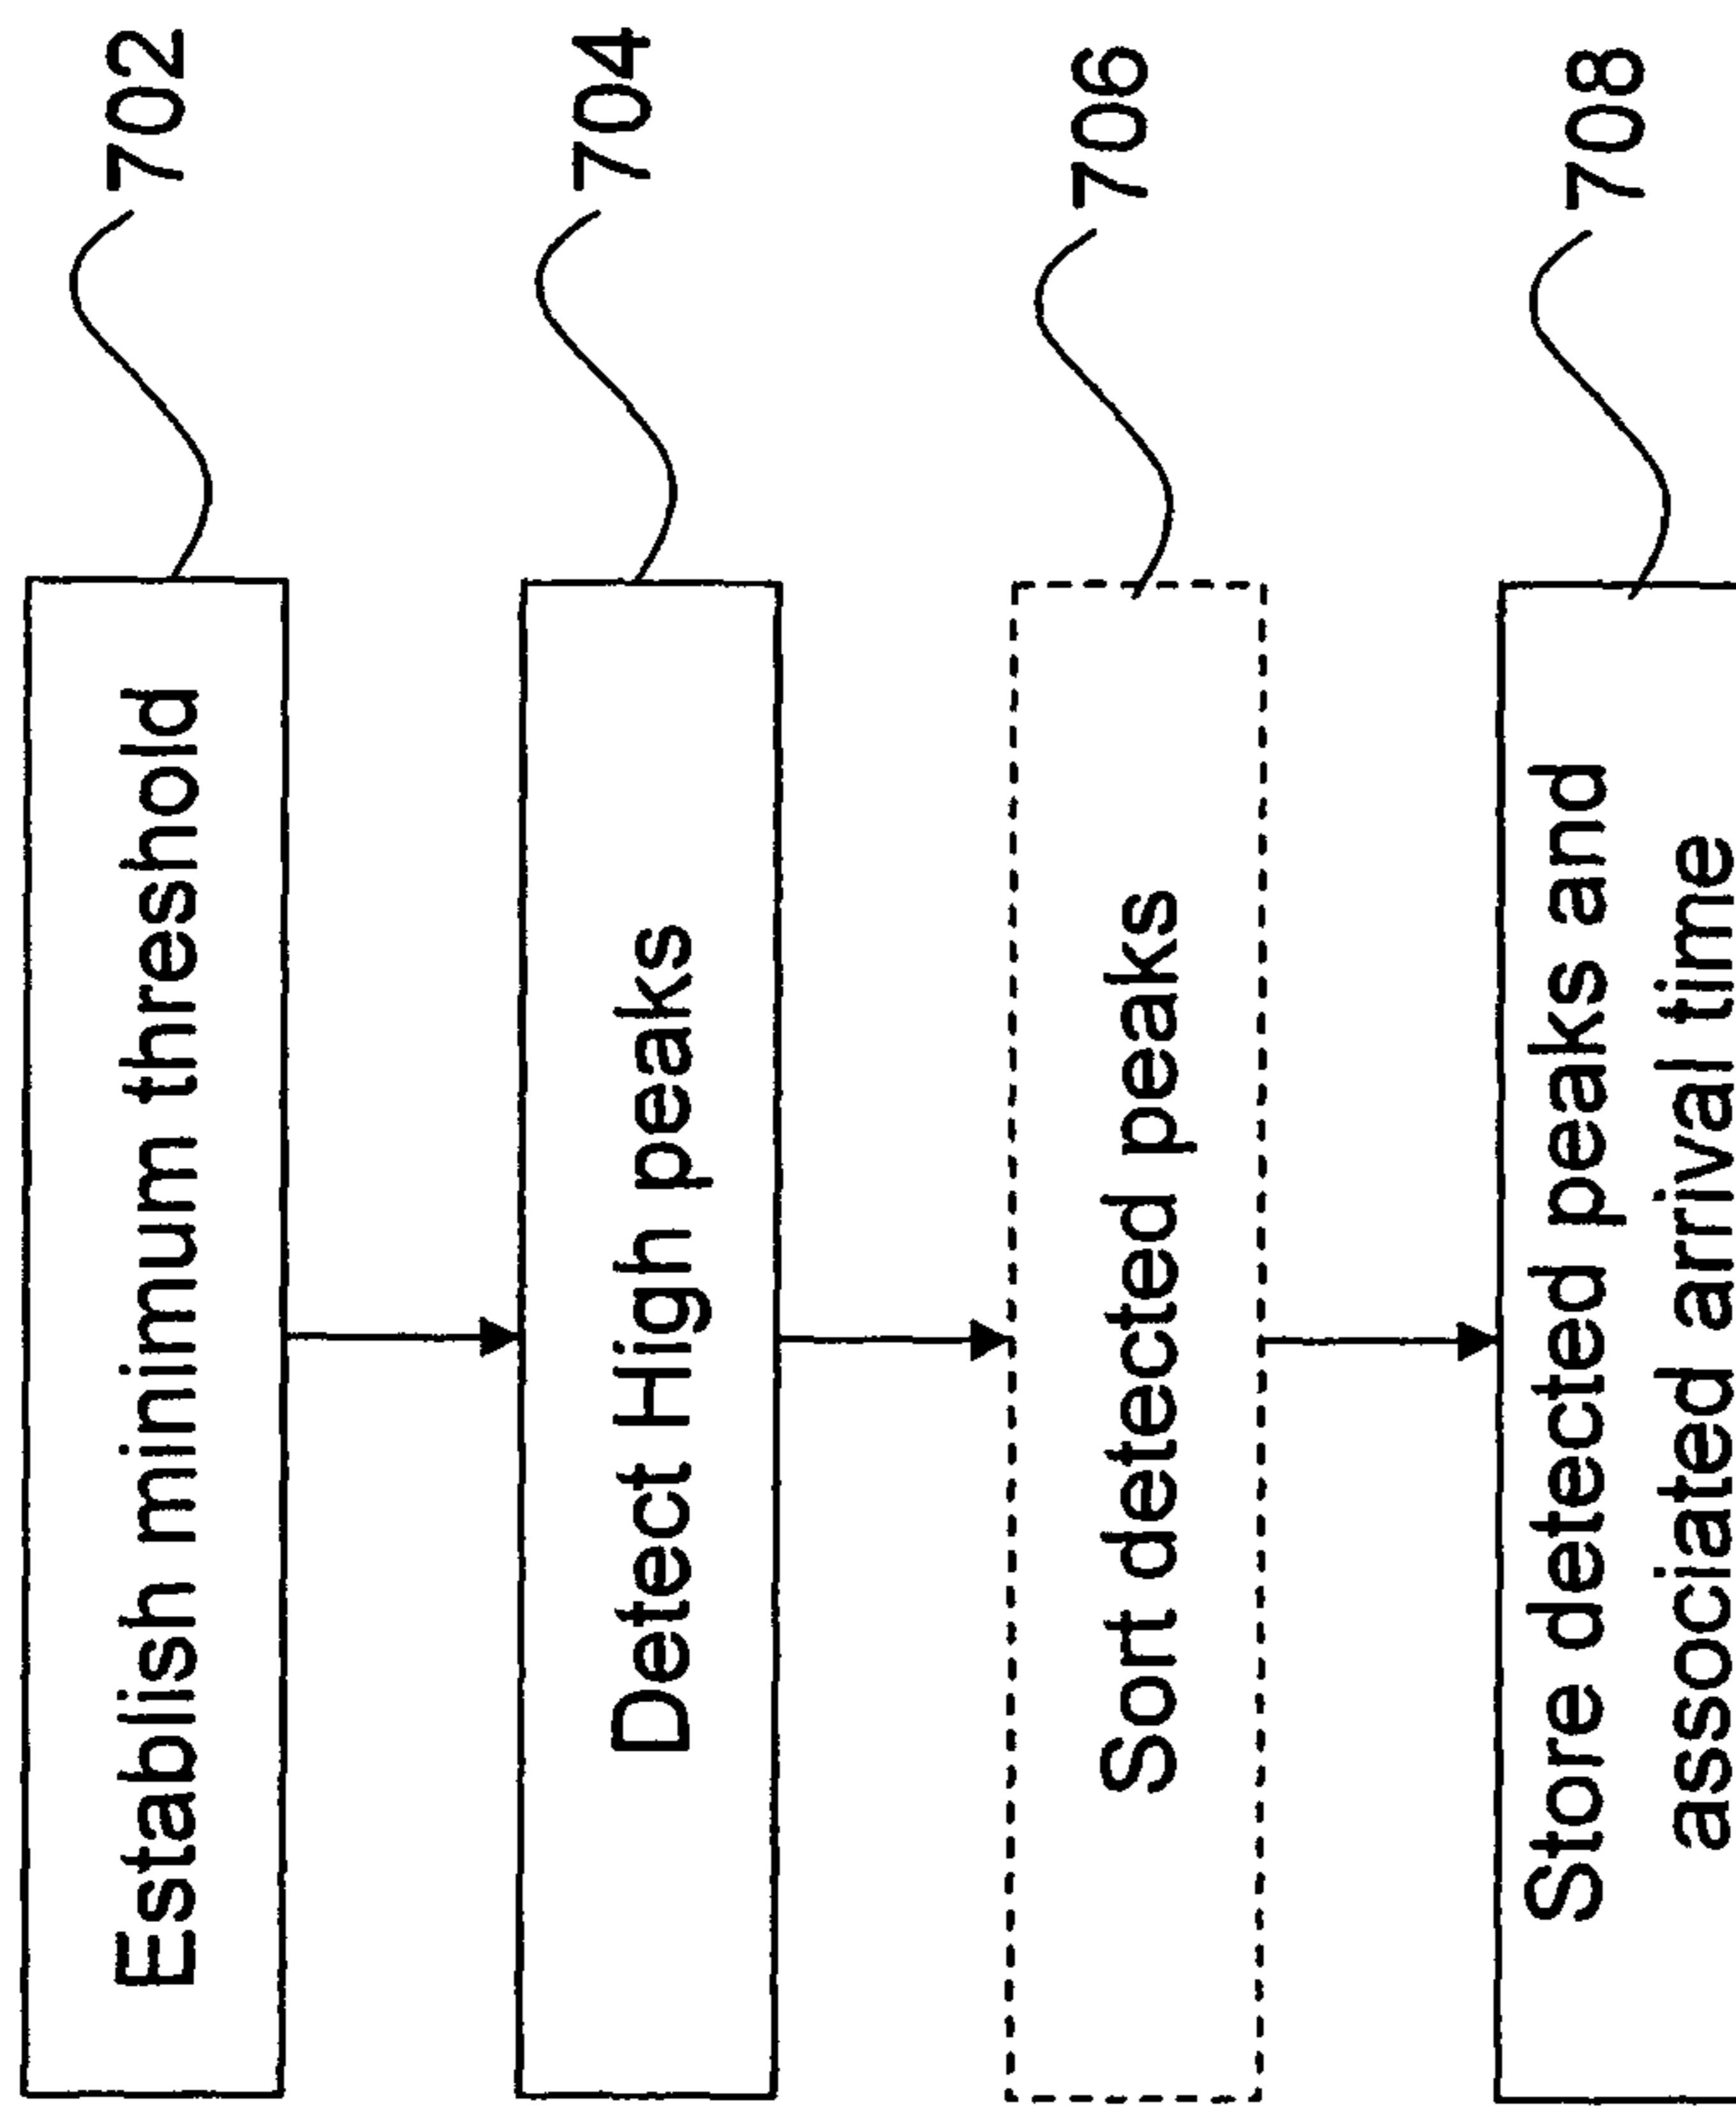 Establish minimum threshold
702
Detect High peaks
704
Sort detected peaks
706
Store detected peaks and
associated arrival time
708